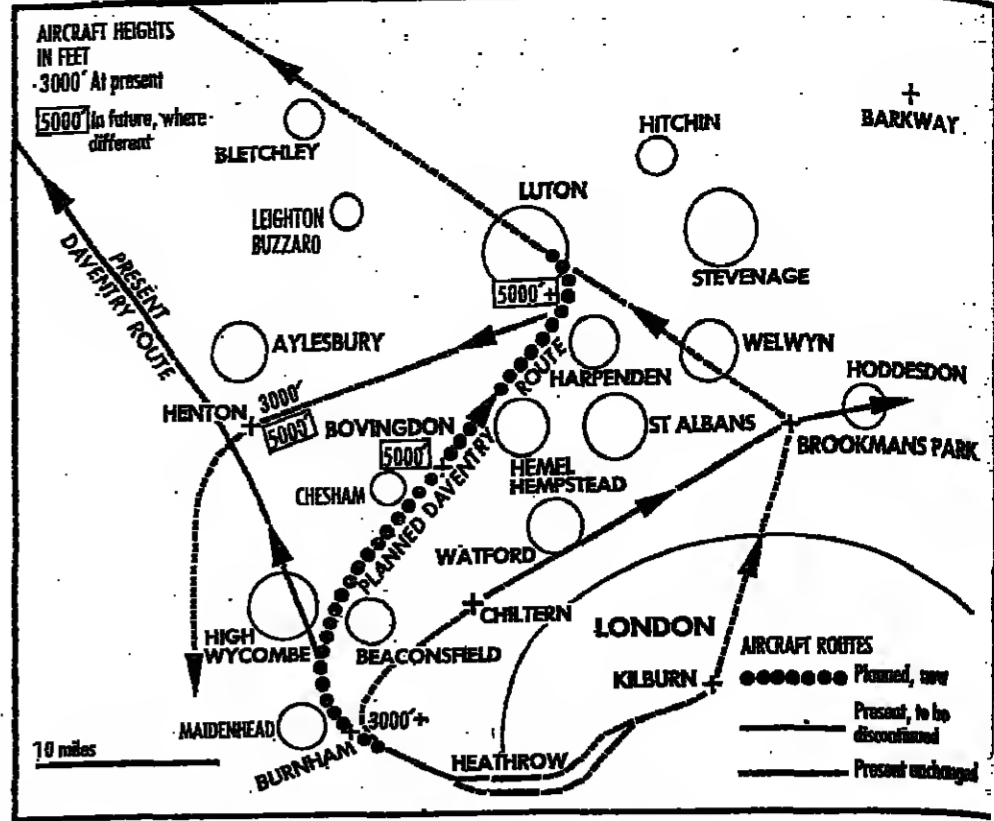 AIRCRAFT HEIGHTS
IN FEET
3000' At present
5000' In future, where
different
BARKWAY
HITCHIN
BLETCHLEY
LUTON
LEIGHTON
BUZZARD
STEVENAGE
PRESENT
DAVENTRY ROUTE
5000'+
AYLESBURY
WELWYN
HARPENDEN
HODDESDON
HENTON
3000'
5000'
BOVINGDON
5000'
ST ALBANS
BROOKMANS PARK
HEMEL
HEMPSTEAD
CHESHAM
PLANNED DAVENTRY ROUTE
WATFORD
CHILTERN
LONDON
HIGH
WYCOMBE
BEACONSFIELD
KILBURN
AIRCRAFT ROUTES
Planned, new
MAIDENHEAD
3000'+
Present, to be
discontinued
10 miles
BURNHAM
HEATHROW
Present unchanged